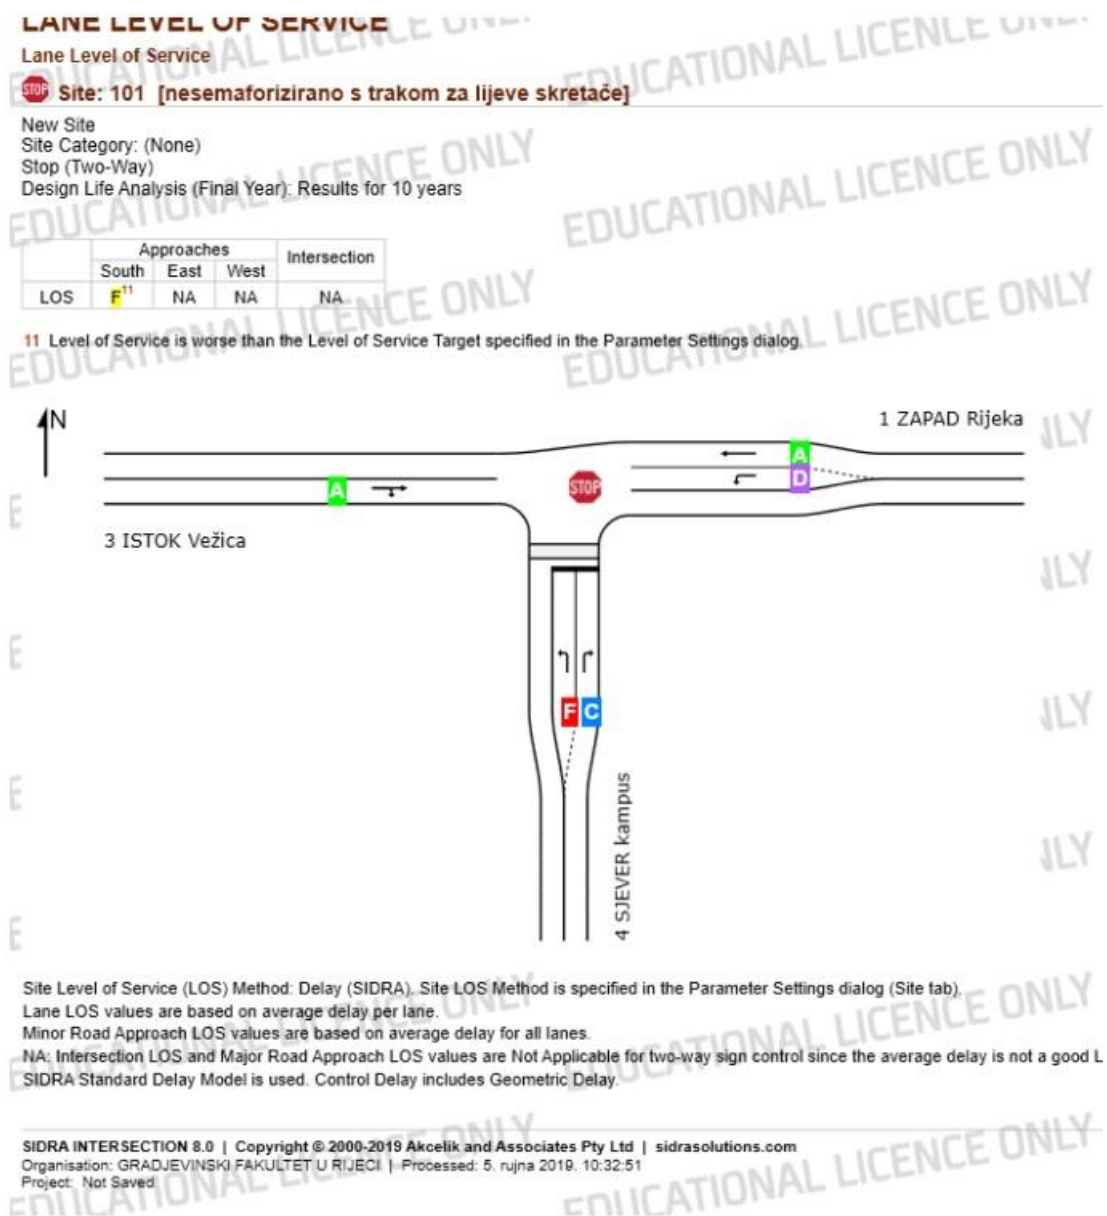 LANE LEVEL OF SERVICE
Lane Level of Service
STOP Site: 101 [nesemaforizirano s trakom za lijeve skretače]
New Site
Site Category: (None)
Stop (Two-Way)
Design Life Analysis (Final Year): Results for 10 years
Approaches Intersection
South East West
LOS F11 NA NA NA
11 Level of Service is worse than the Level of Service Target specified in the Parameter Settings dialog.
N
1 ZAPAD Rijeka
A
A
STOP
D
3 ISTOK Vežica
F C
4 SJEVER kampus
Site Level of Service (LOS) Method: Delay (SIDRA). Site LOS Method is specified in the Parameter Settings dialog (Site tab).
Lane LOS values are based on average delay per lane.
Minor Road Approach LOS values are based on average delay for all lanes.
NA: Intersection LOS and Major Road Approach LOS values are Not Applicable for two-way sign control since the average delay is not a good L
SIDRA Standard Delay Model is used. Control Delay includes Geometric Delay.
SIDRA INTERSECTION 8.0 | Copyright © 2000-2019 Akcelik and Associates Pty Ltd | sidrasolutions.com
Organisation: GRADJEVINSKI FAKULTET U RIJECI | Processed: 5. rujna 2019. 10:32:51
Project: Not Saved
EDUCATIONAL LICENCE ONLY